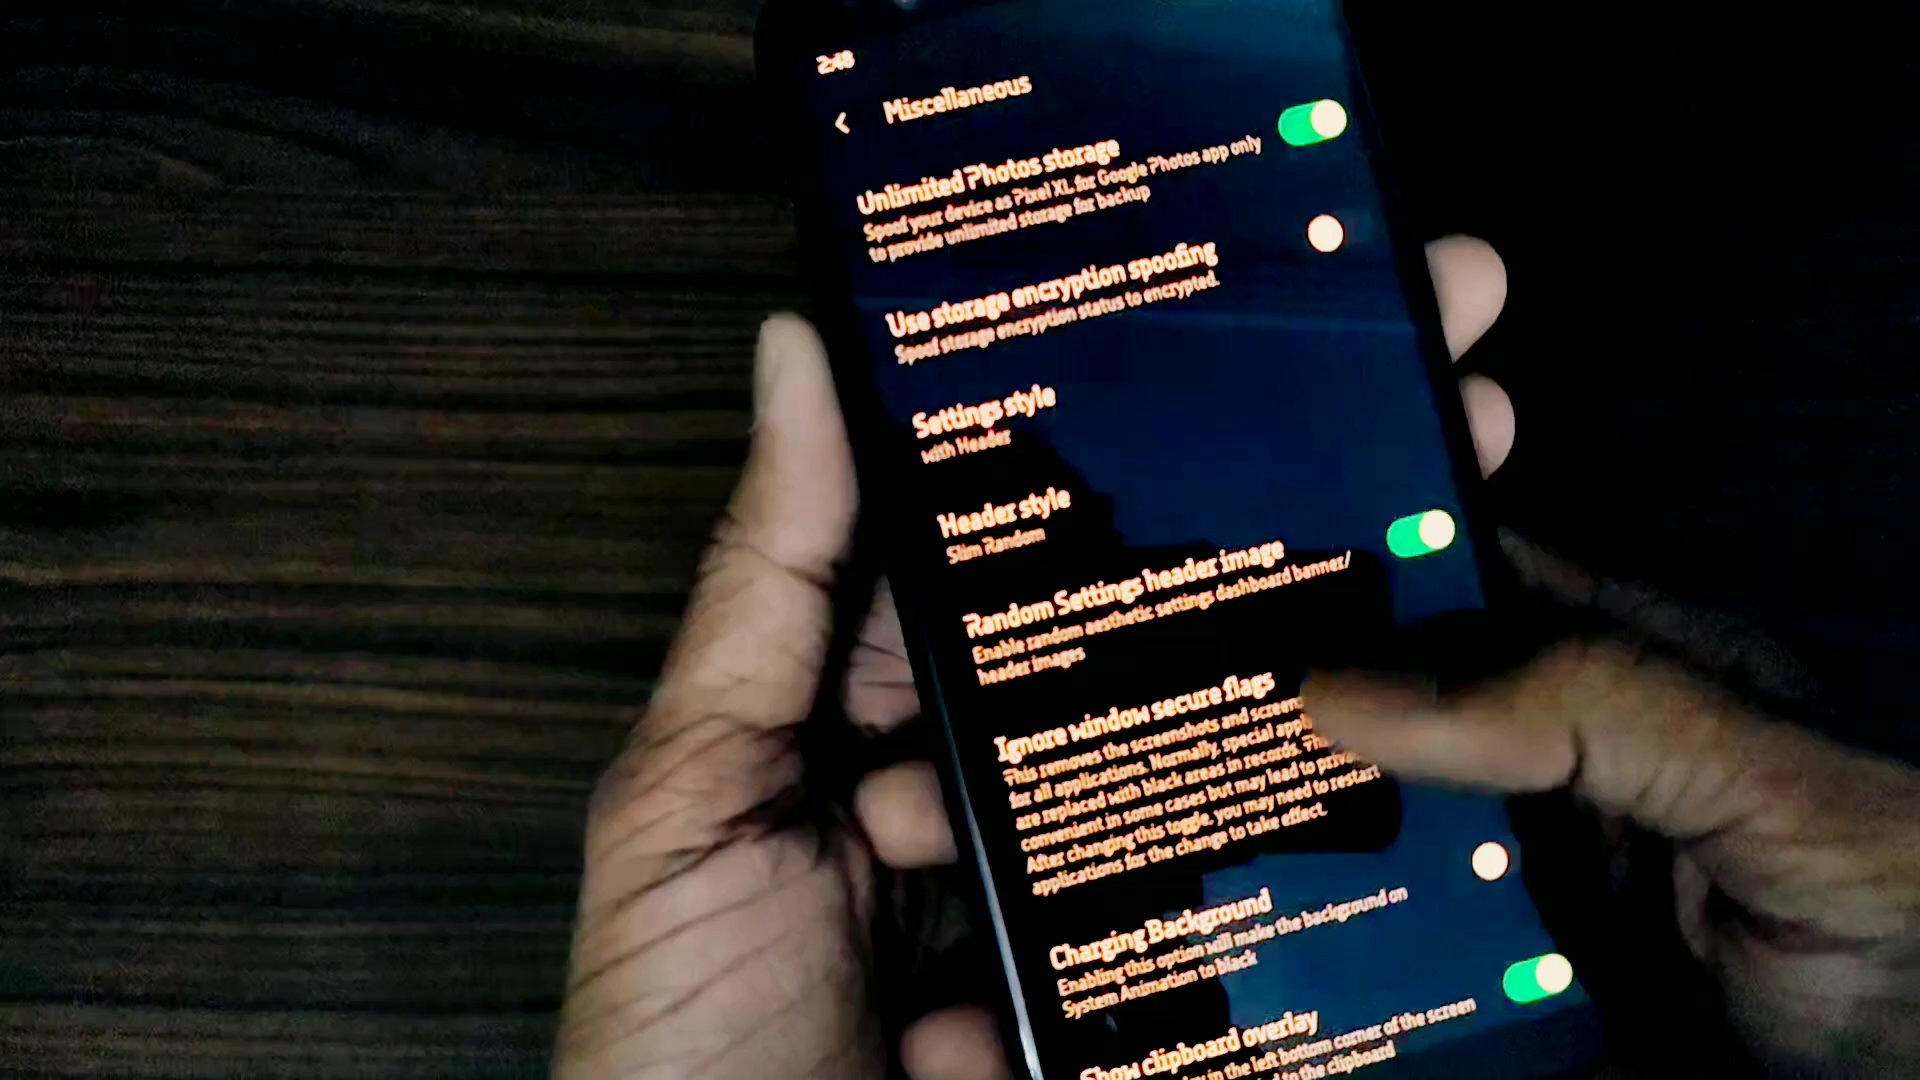 2:48
Miscellaneous
Unlimited Photos storage
Spoof your device as Pixel XL for Google Photos app only
to provide unlimited storage for backup
Use storage encryption spoofing
Spoof storage encryption status to encrypted.
Settings style
with Header
Header style
Slim Random
Random Settings header image
Enable random aesthetic settings dashboard banner/
header images
Ignore window secure flags
This removes the screenshots and
for all applications. Normally, special
are replaced with black areas in records.
convenient in some cases but may lead to
After changing this toggle, you may need to restart
applications for the change to take effect.
Charging Background
Enabling this option will make the background on
System Animation to black
Show clipboard overlay
in the left bottom corner of the screen
to the clipboard